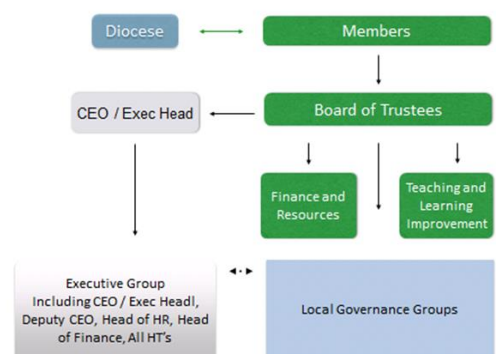 Diocese
Members
CEO / Exec Head
Board of Trustees
Finance and
Resources
Teaching and
Learning
Improvement
Executive Group
Including CEO / Exec Headl,
Deputy CEO, Head of HR, Head
of Finance, All HT's
Local Governance Groups